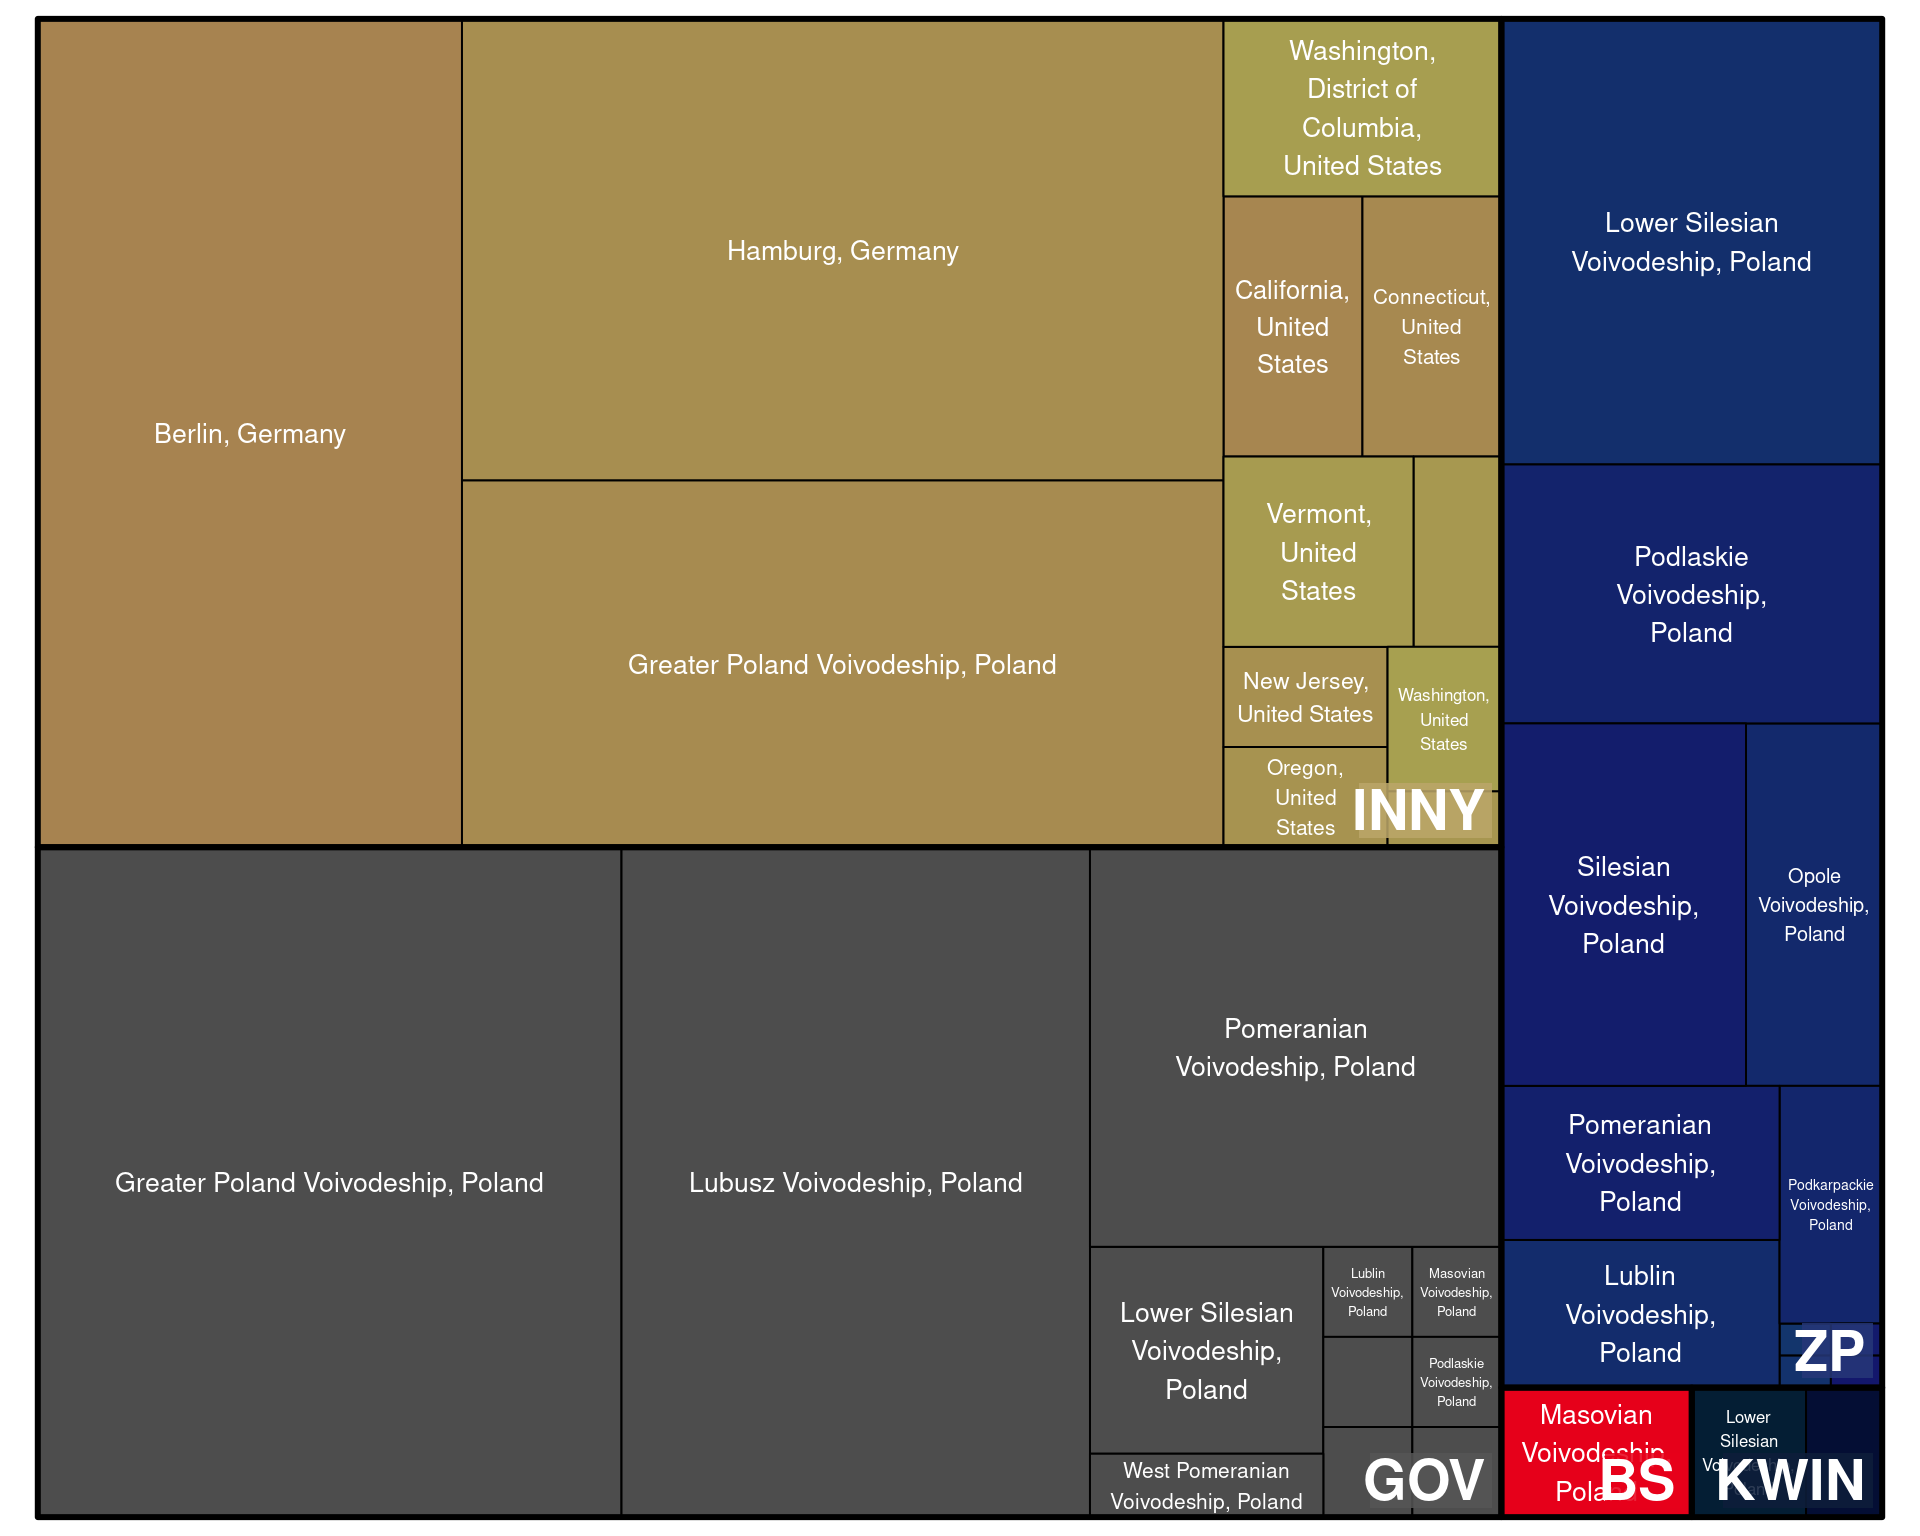 Berlin, Germany
Hamburg, Germany
Greater Poland Voivodeship, Poland
Washington,
District of
Columbia,
United States
California,
United
States
Connecticut,
United
States
Vermont,
United
States
New Jersey,
United States
Washington,
United
States
Oregon,
United
States
INNY
Greater Poland Voivodeship, Poland
Lubusz Voivodeship, Poland
Pomeranian
Voivodeship, Poland
Lower Silesian
Voivodeship,
Poland
West Pomeranian
Voivodeship, Poland
Lublin
Voivodeship,
Poland
Masovian
Voivodeship,
Poland
Podlaskie
Voivodeship,
Poland
GOV
Lower Silesian
Voivodeship, Poland
Podlaskie
Voivodeship,
Poland
Silesian
Voivodeship,
Poland
Opole
Voivodeship,
Poland
Pomeranian
Voivodeship,
Poland
Podkarpackie
Voivodeship,
Poland
Lublin
Voivodeship,
Poland
ZP
Masovian
Voivodeship,
Poland
BS
Lower
Silesian
KWIN